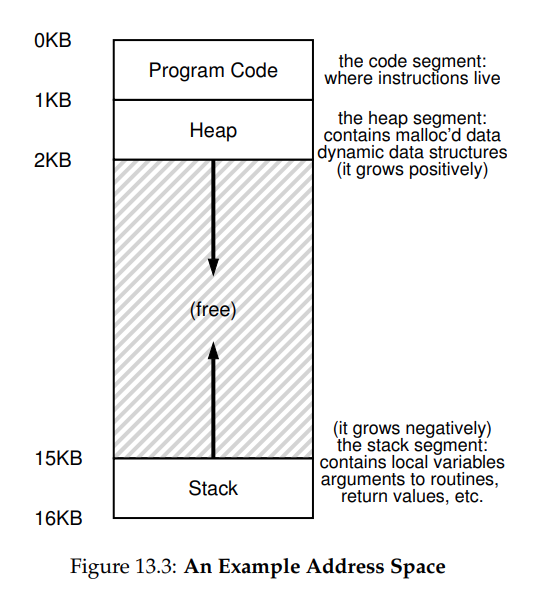 0KB
Program Code
the code segment:
where instructions live
1KB
Heap
the heap segment:
contains malloc'd data
dynamic data structures
(it grows positively)
2KB
(free)
(it grows negatively)
the stack segment:
contains local variables
arguments to routines,
return values, etc.
15KB
Stack
16KB
Figure 13.3: An Example Address Space